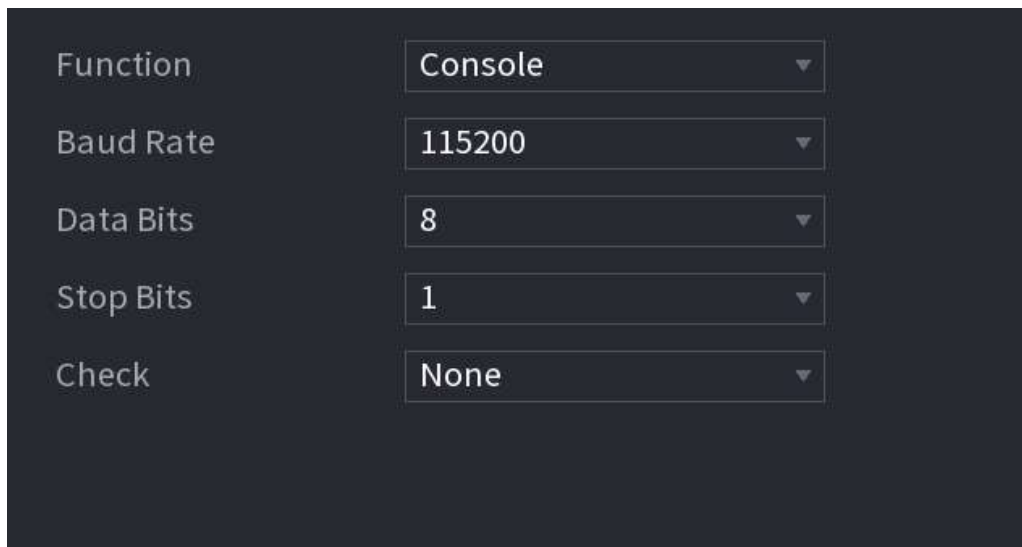 Function Console
Baud Rate 115200
Data Bits 8
Stop Bits 1
Check None